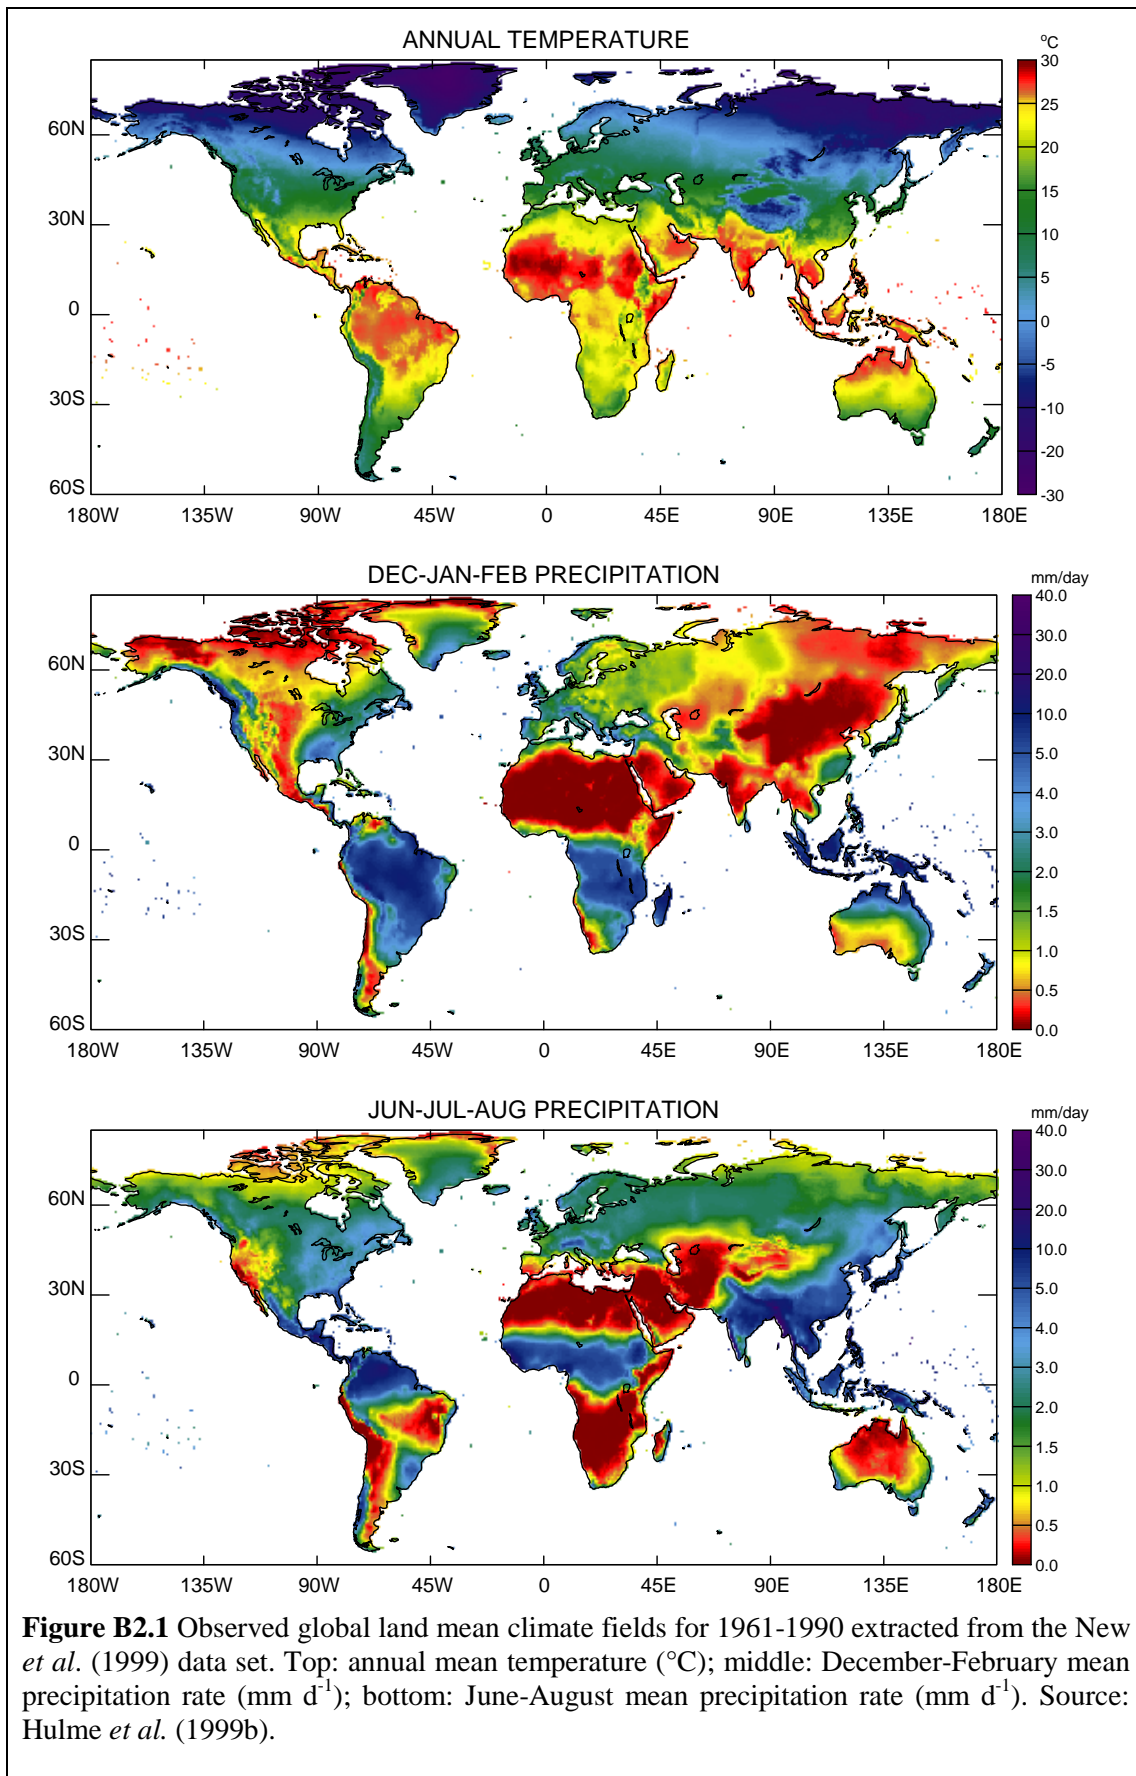 ANNUAL TEMPERATURE
°C
30
25
20
15
10
5
0
-5
-10
-20
-30
60N
30N
0
30S
60S
180W 135W 90W 45W 0 45E 90E 135E 180E
DEC-JAN-FEB PRECIPITATION
mm/day
40.0
30.0
20.0
10.0
5.0
4.0
3.0
2.0
1.5
1.0
0.5
0.0
60N
30N
0
30S
60S
180W 135W 90W 45W 0 45E 90E 135E 180E
JUN-JUL-AUG PRECIPITATION
mm/day
40.0
30.0
20.0
10.0
5.0
4.0
3.0
2.0
1.5
1.0
0.5
0.0
60N
30N
0
30S
60S
180W 135W 90W 45W 0 45E 90E 135E 180E
Figure B2.1 Observed global land mean climate fields for 1961-1990 extracted from the New
et al. (1999) data set. Top: annual mean temperature (°C); middle: December-February mean
precipitation rate (mm d⁻¹); bottom: June-August mean precipitation rate (mm d⁻¹). Source:
Hulme et al. (1999b).